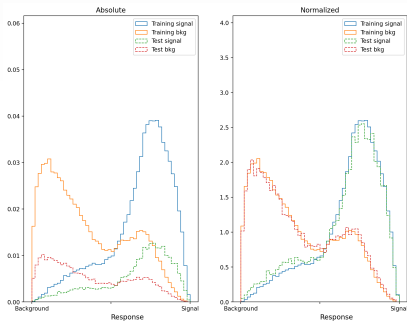 Absolute
0.06
0.05
0.04
0.03
0.02
0.01
0.00
Training signal
Training bkg
Test signal
Test bkg
Background
Signal
Response
Normalized
4.0
3.5
3.0
2.5
2.0
1.5
1.0
0.5
0.0
Training signal
Training bkg
Test signal
Test bkg
Background
Signal
Response